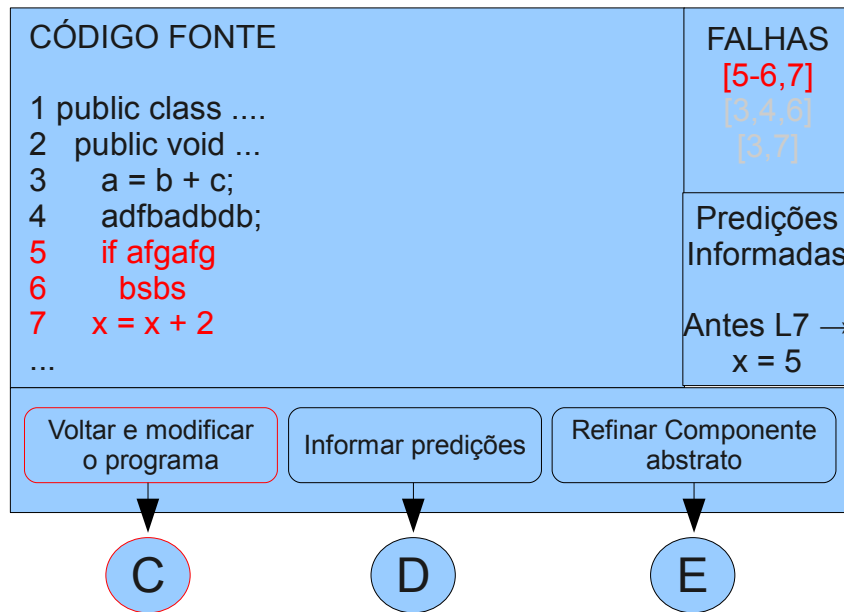 CÓDIGO FONTE
1 public class ....
2 public void ...
3 a = b + c;
4 adfbadbdb;
5 if afgafg
6 bsbs
7 x = x + 2
...
FALHAS
[5-6,7]
[3,4,6]
[3,7]
Predições
Informadas
Antes L7 →
x = 5
Voltar e modificar
o programa
Informar predições
Refinar Componente
abstrato
C
D
E